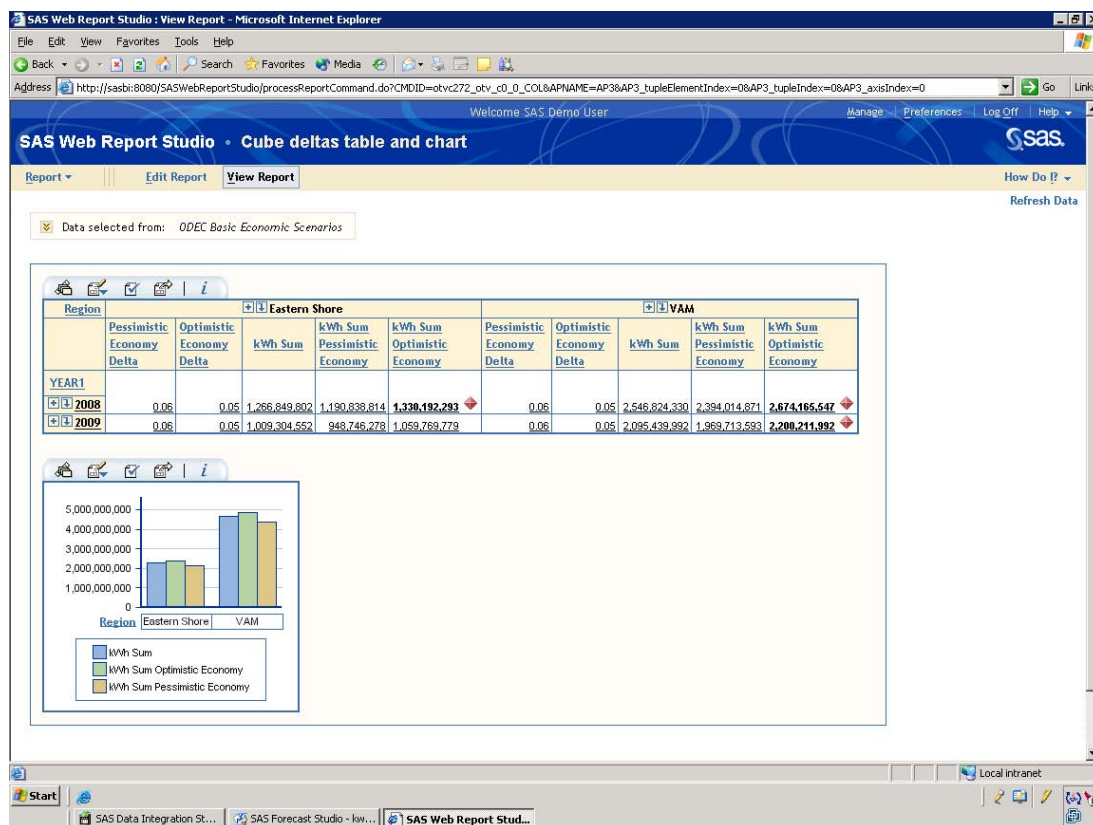 SAS Web Report Studio : View Report - Microsoft Internet Explorer
File Edit View Favorites Tools Help
Back Search Favorites Media
Address http://sasbi:8080/SASWebReportStudio/processReportCommand.do?CMDID=otvc272_otv_c0_0_COL&APNAME=AP3&AP3_tupleElementIndex=0&AP3_tupleIndex=0&AP3_axisIndex=0 Go Link
Welcome SAS Demo User Manage Preferences Log Off Help
SAS Web Report Studio • Cube deltas table and chart sas.
Report Edit Report View Report How Do I?
Refresh Data
Data selected from: ODEC Basic Economic Scenarios
i
Region Eastern Shore VAM
Pessimistic Economy Delta Optimistic Economy Delta kWh Sum kWh Sum Pessimistic Economy kWh Sum Optimistic Economy Pessimistic Economy Delta Optimistic Economy Delta kWh Sum kWh Sum Pessimistic Economy kWh Sum Optimistic Economy
YEAR1
2008 0.06 0.05 1,266,849,802 1,190,838,814 1,330,192,293 0.06 0.05 2,546,824,330 2,394,014,871 2,674,165,547
2009 0.06 0.05 1,009,304,552 948,746,278 1,059,769,779 0.06 0.05 2,095,439,992 1,969,713,593 2,200,211,992
i
5,000,000,000
4,000,000,000
3,000,000,000
2,000,000,000
1,000,000,000
0
Region Eastern Shore VAM
kWh Sum
kWh Sum Optimistic Economy
kWh Sum Pessimistic Economy
Local intranet
Start
SAS Data Integration St... SAS Forecast Studio - kw... SAS Web Report Stud...